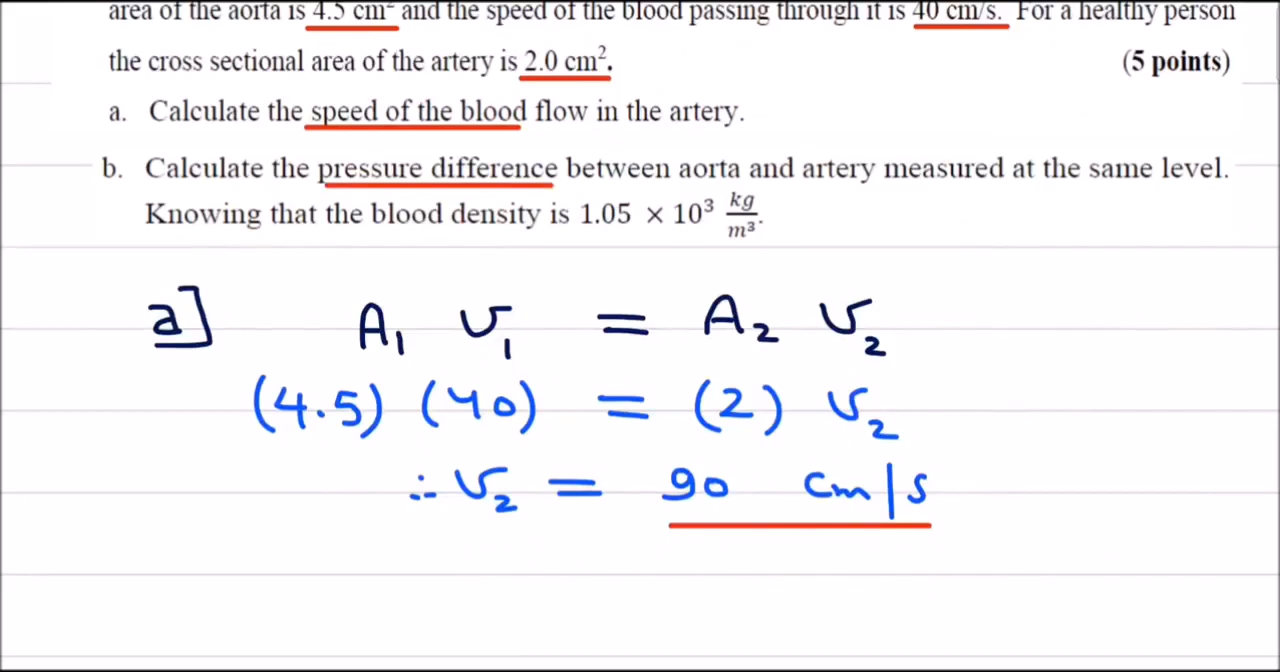 area of the aorta is 4.5 cm² and the speed of the blood passing through it is 40 cm/s. For a healthy person
the cross sectional area of the artery is 2.0 cm². (5 points)
a. Calculate the speed of the blood flow in the artery.
b. Calculate the pressure difference between aorta and artery measured at the same level.
Knowing that the blood density is 1.05 × 10³ kg/m³.
a] A₁ v₁ = A₂ v₂
(4.5) (40) = (2) v₂
∴ v₂ = 90 cm/s